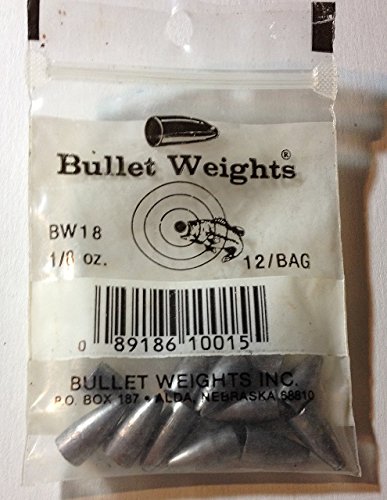 Bullet Weights®
BW18
1/8 oz.
12/BAG
0 89186 10015
BULLET WEIGHTS INC.
P.O. BOX 187 • ALDA, NEBRASKA 68810